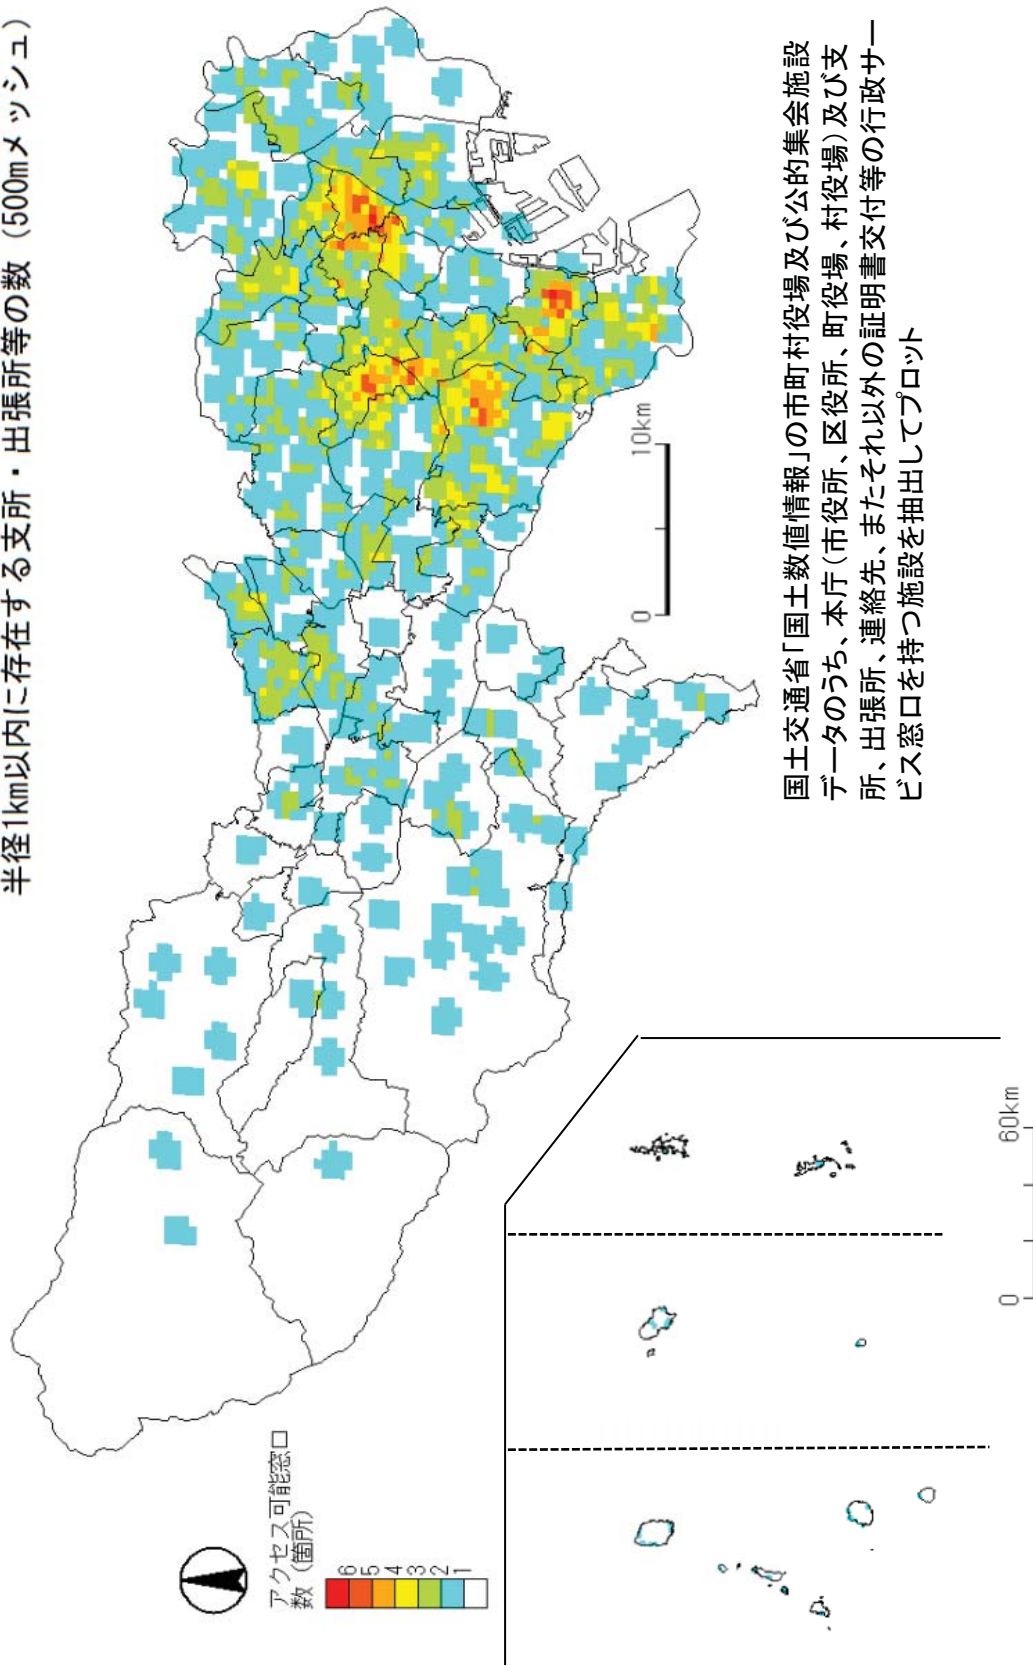 半径1km以内に存在する支所・出張所等の数（500mメッシュ）
アクセス可能窓口
数（箇所）
6
5
4
3
2
1
0
10km
国土交通省「国土数値情報」の市町村役場及び公的集会施設
データのうち、本庁（市役所、区役所、町役場、村役場）及び支
所、出張所、連絡先、またそれ以外の証明書交付等の行政サー
ビス窓口を持つ施設を抽出してプロット
0
60km